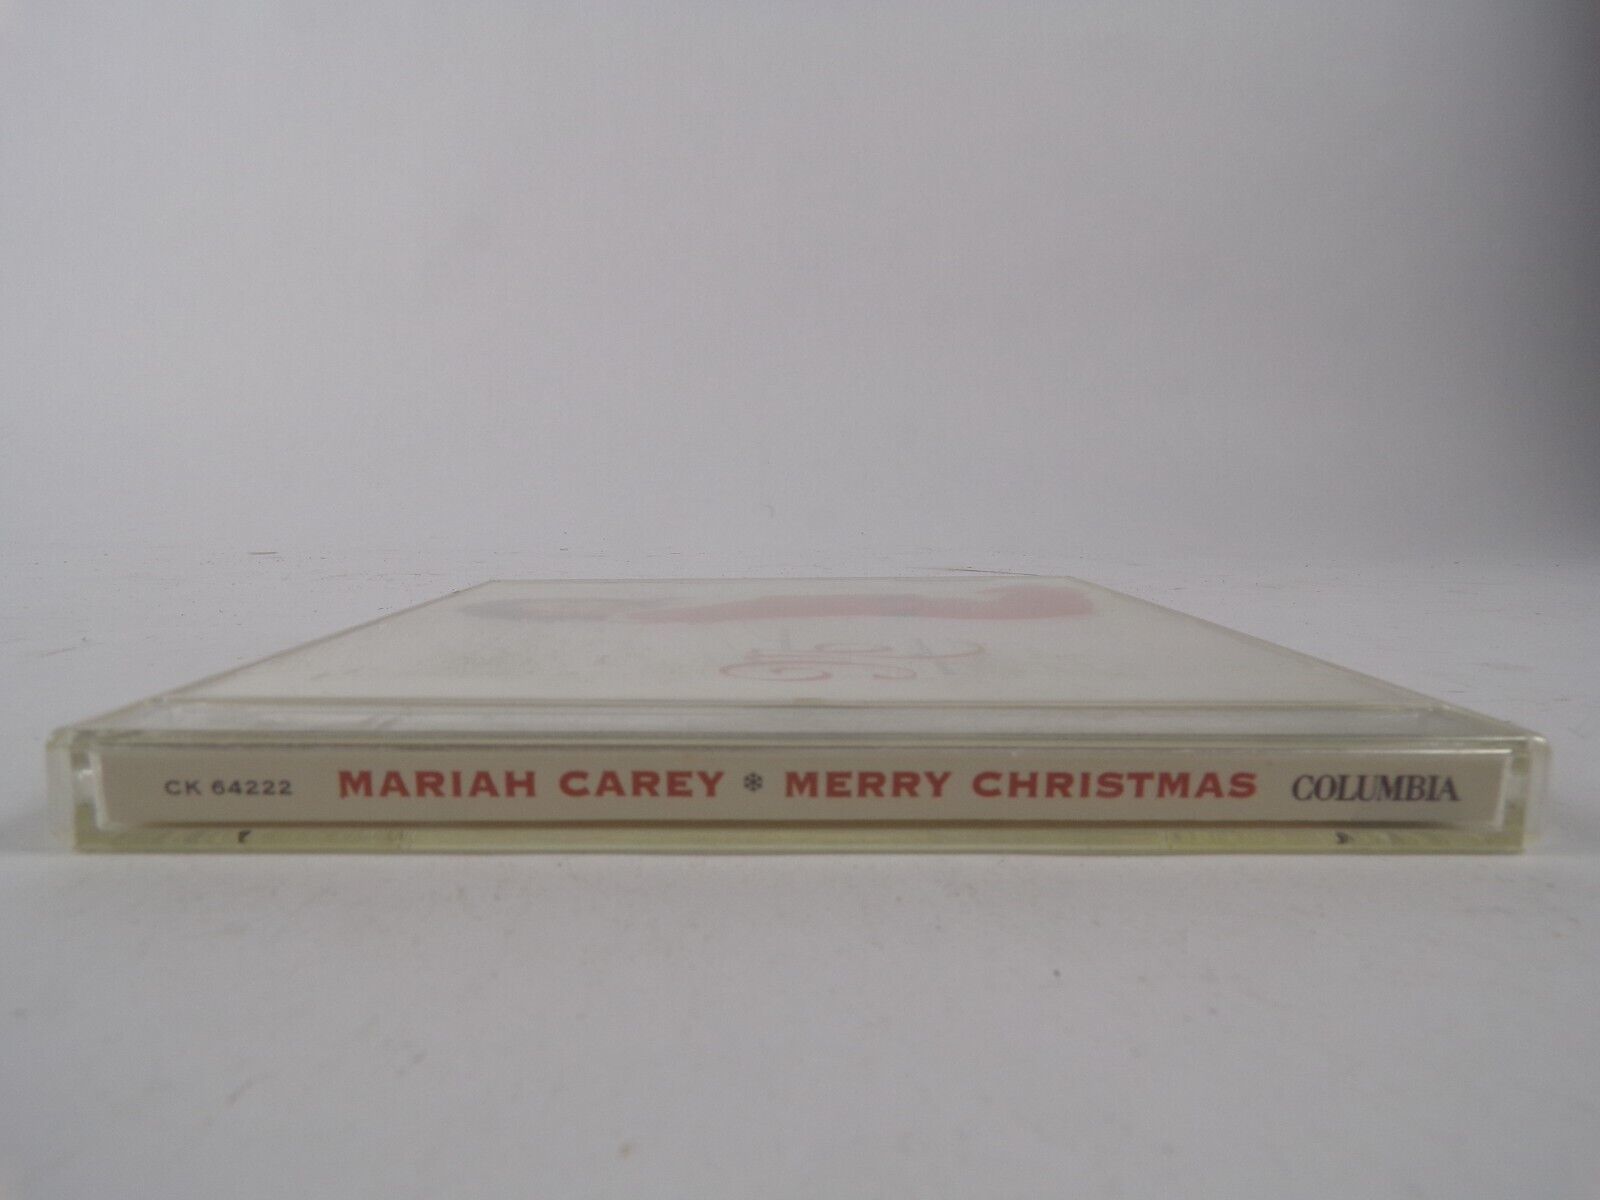 CK 64222 MARIAH CAREY ❄ MERRY CHRISTMAS COLUMBIA